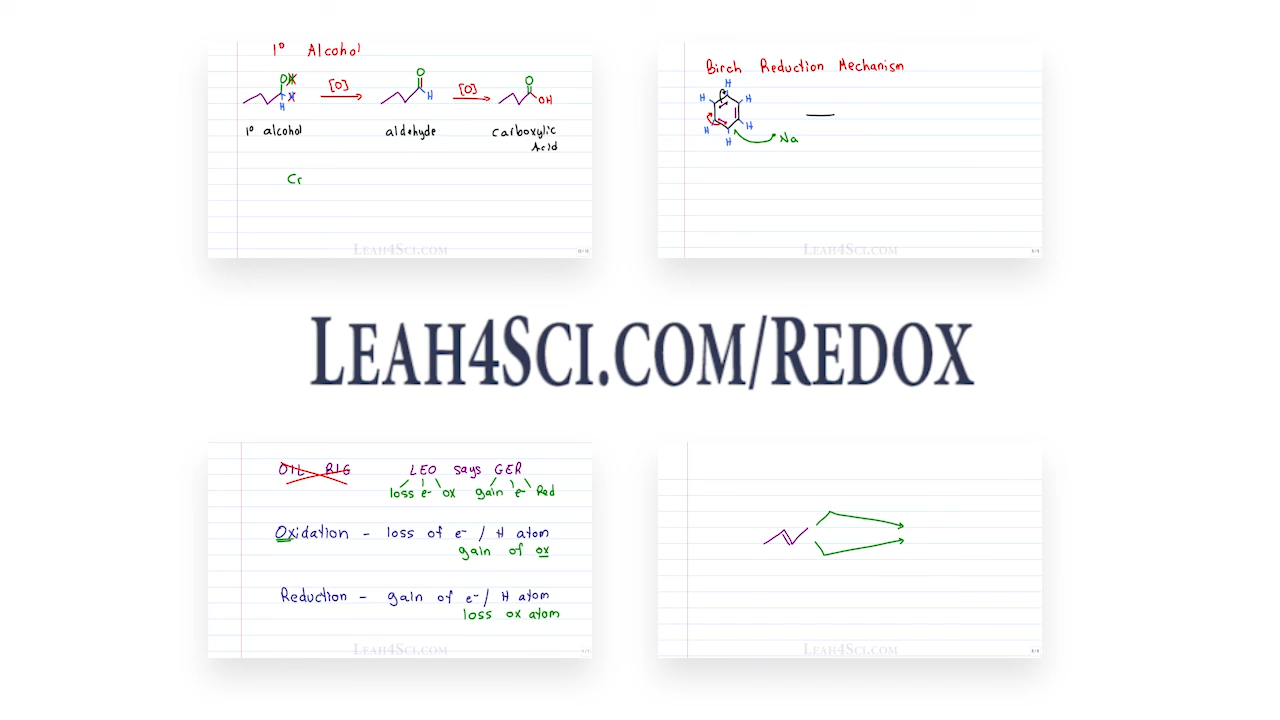 1° Alcohol
OH
H
[O]
O
H
[O]
O
OH
1° alcohol
aldehyde
carboxylic
Acid
Cr
LEAH4SCI.COM
Birch Reduction Mechanism
H
H
H
H
H
H
Na
LEAH4SCI.COM
LEAH4SCI.COM/REDOX
OIL RIG
LEO says GER
loss e- ox gain e- Red
Oxidation - loss of e- / H atom
gain of ox
Reduction - gain of e- / H atom
loss ox atom
LEAH4SCI.COM
LEAH4SCI.COM